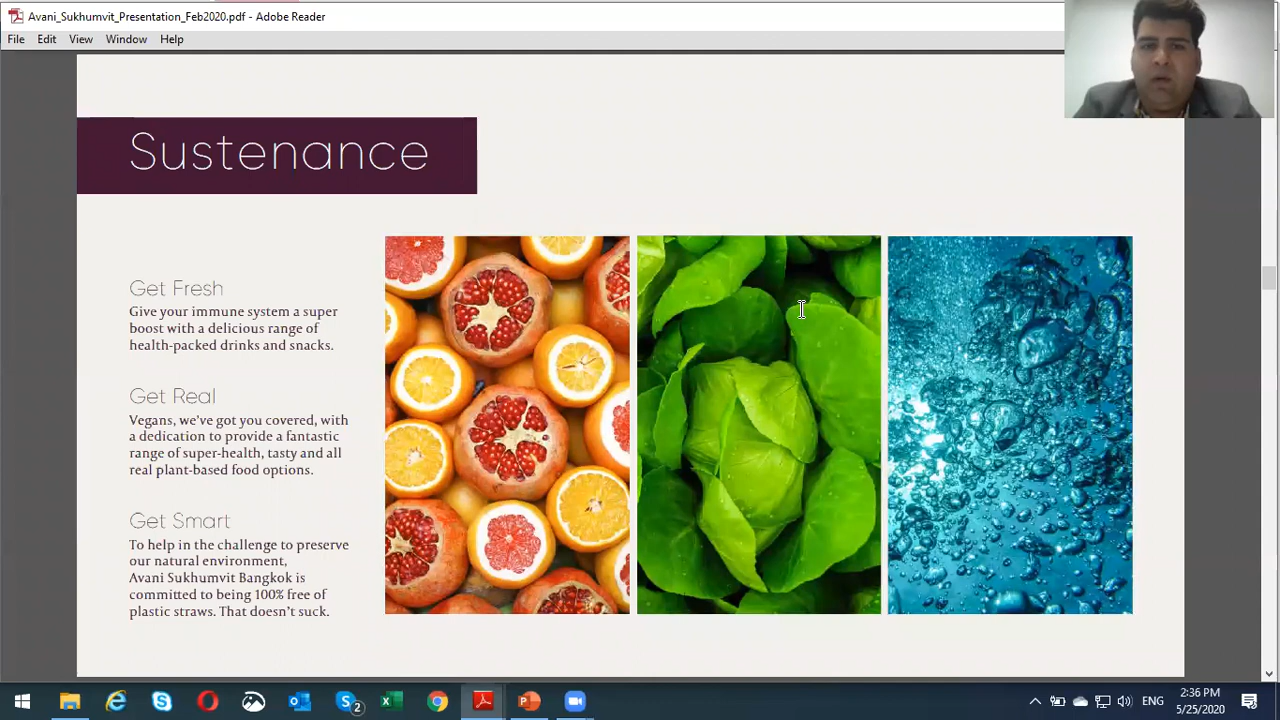 Avani_Sukhumvit_Presentation_Feb2020.pdf - Adobe Reader
File Edit View Window Help
Sustenance
Get Fresh
Give your immune system a super
boost with a delicious range of
health-packed drinks and snacks.
Get Real
Vegans, we've got you covered, with
a dedication to provide a fantastic
range of super-health, tasty and all
real plant-based food options.
Get Smart
To help in the challenge to preserve
our natural environment,
Avani Sukhumvit Bangkok is
committed to being 100% free of
plastic straws. That doesn't suck.
2
ENG
2:36 PM
5/25/2020